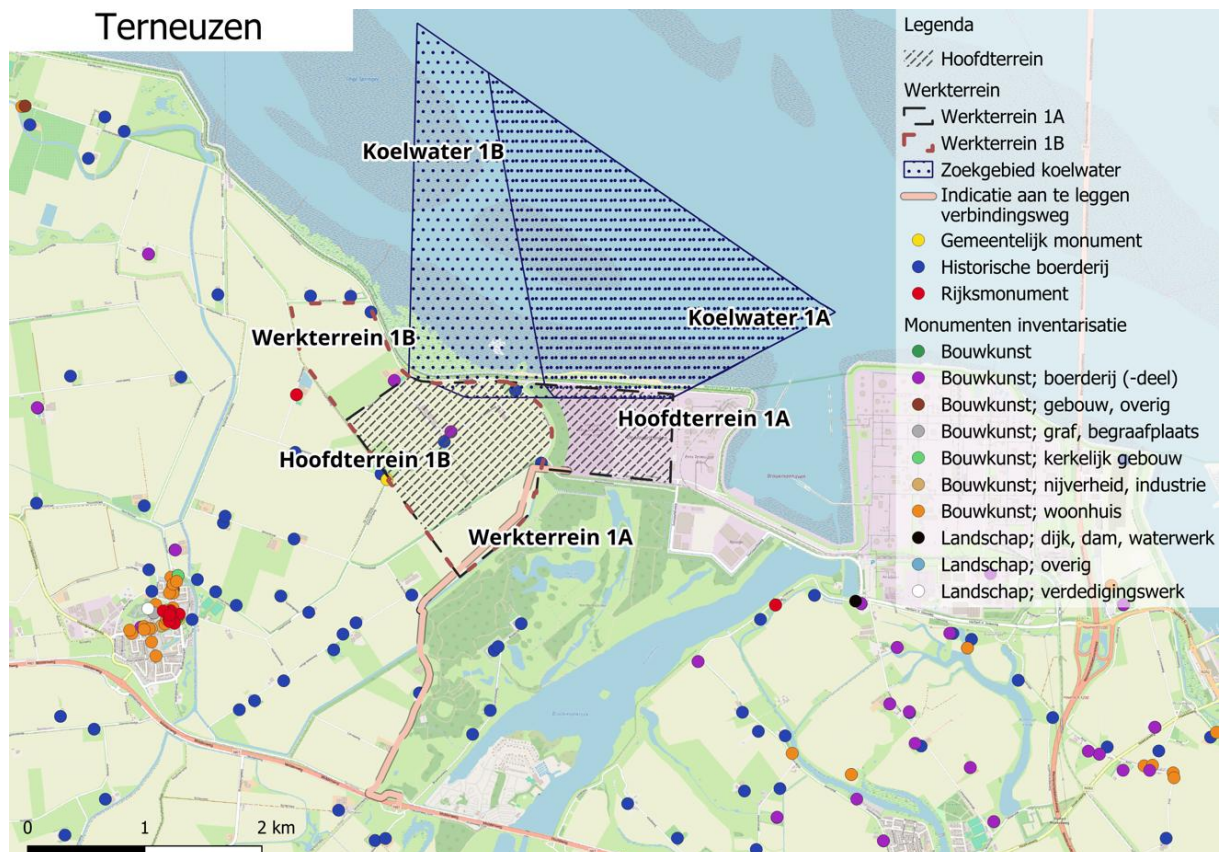 Terneuzen
Legenda
Hoofdterrein
Werkterrein
Werkterrein 1A
Werkterrein 1B
Zoekgebied koelwater
Indicatie aan te leggen
verbindingsweg
Gemeentelijk monument
Historische boerderij
Rijksmonument
Monumenten inventarisatie
Bouwkunst
Bouwkunst; boerderij (-deel)
Bouwkunst; gebouw, overig
Bouwkunst; graf, begraafplaats
Bouwkunst; kerkelijk gebouw
Bouwkunst; nijverheid, industrie
Bouwkunst; woonhuis
Landschap; dijk, dam, waterwerk
Landschap; overig
Landschap; verdedigingswerk
Koelwater 1B
Koelwater 1A
Werkterrein 1B
Hoofdterrein 1A
Hoofdterrein 1B
Werkterrein 1A
0 1 2 km